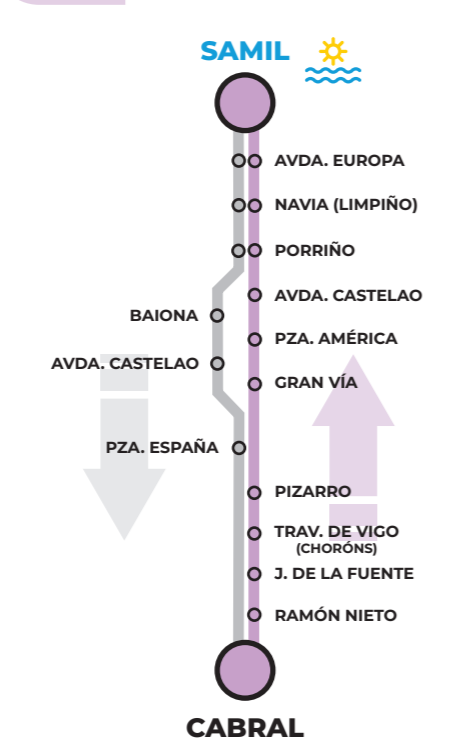 SAMIL
AVDA. EUROPA
NAVIA (LIMPIÑO)
PORRIÑO
AVDA. CASTELAO
BAIONA
PZA. AMÉRICA
AVDA. CASTELAO
GRAN VÍA
PZA. ESPAÑA
PIZARRO
TRAV. DE VIGO
(CHORÓNS)
J. DE LA FUENTE
RAMÓN NIETO
CABRAL